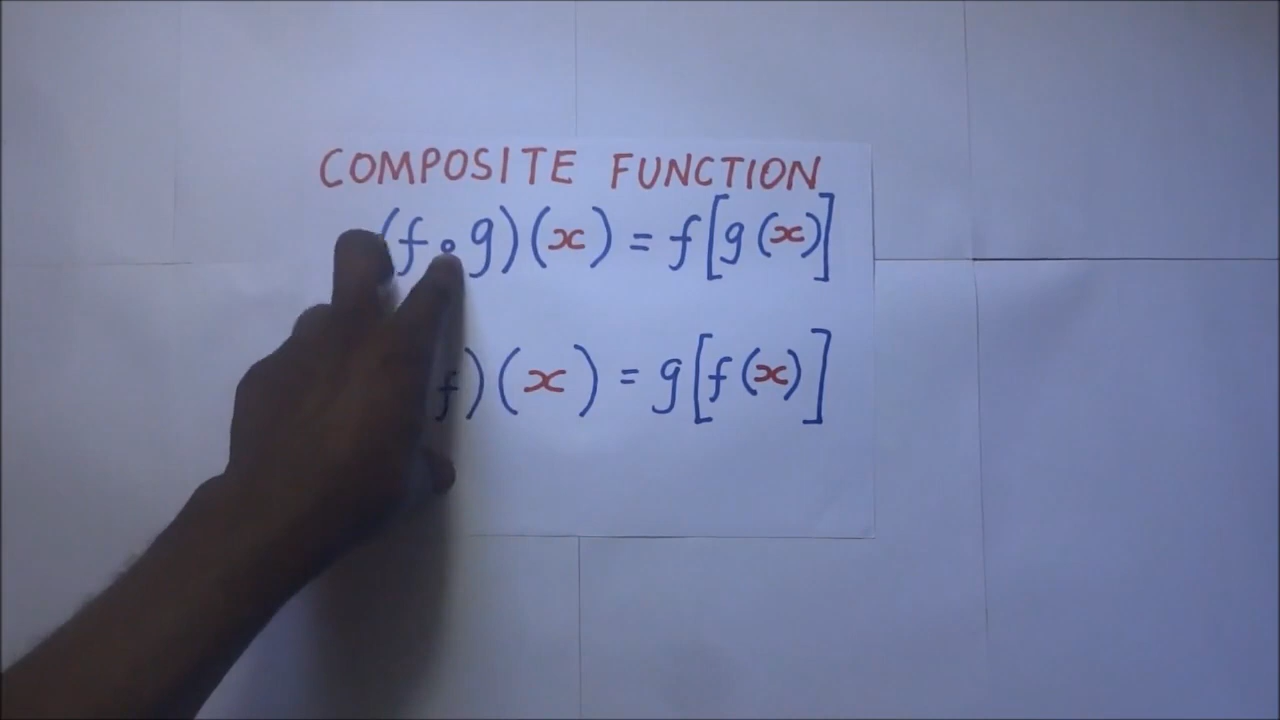 COMPOSITE FUNCTION
(f∘g)(x) = f[g(x)]
f)(x) = g[f(x)]